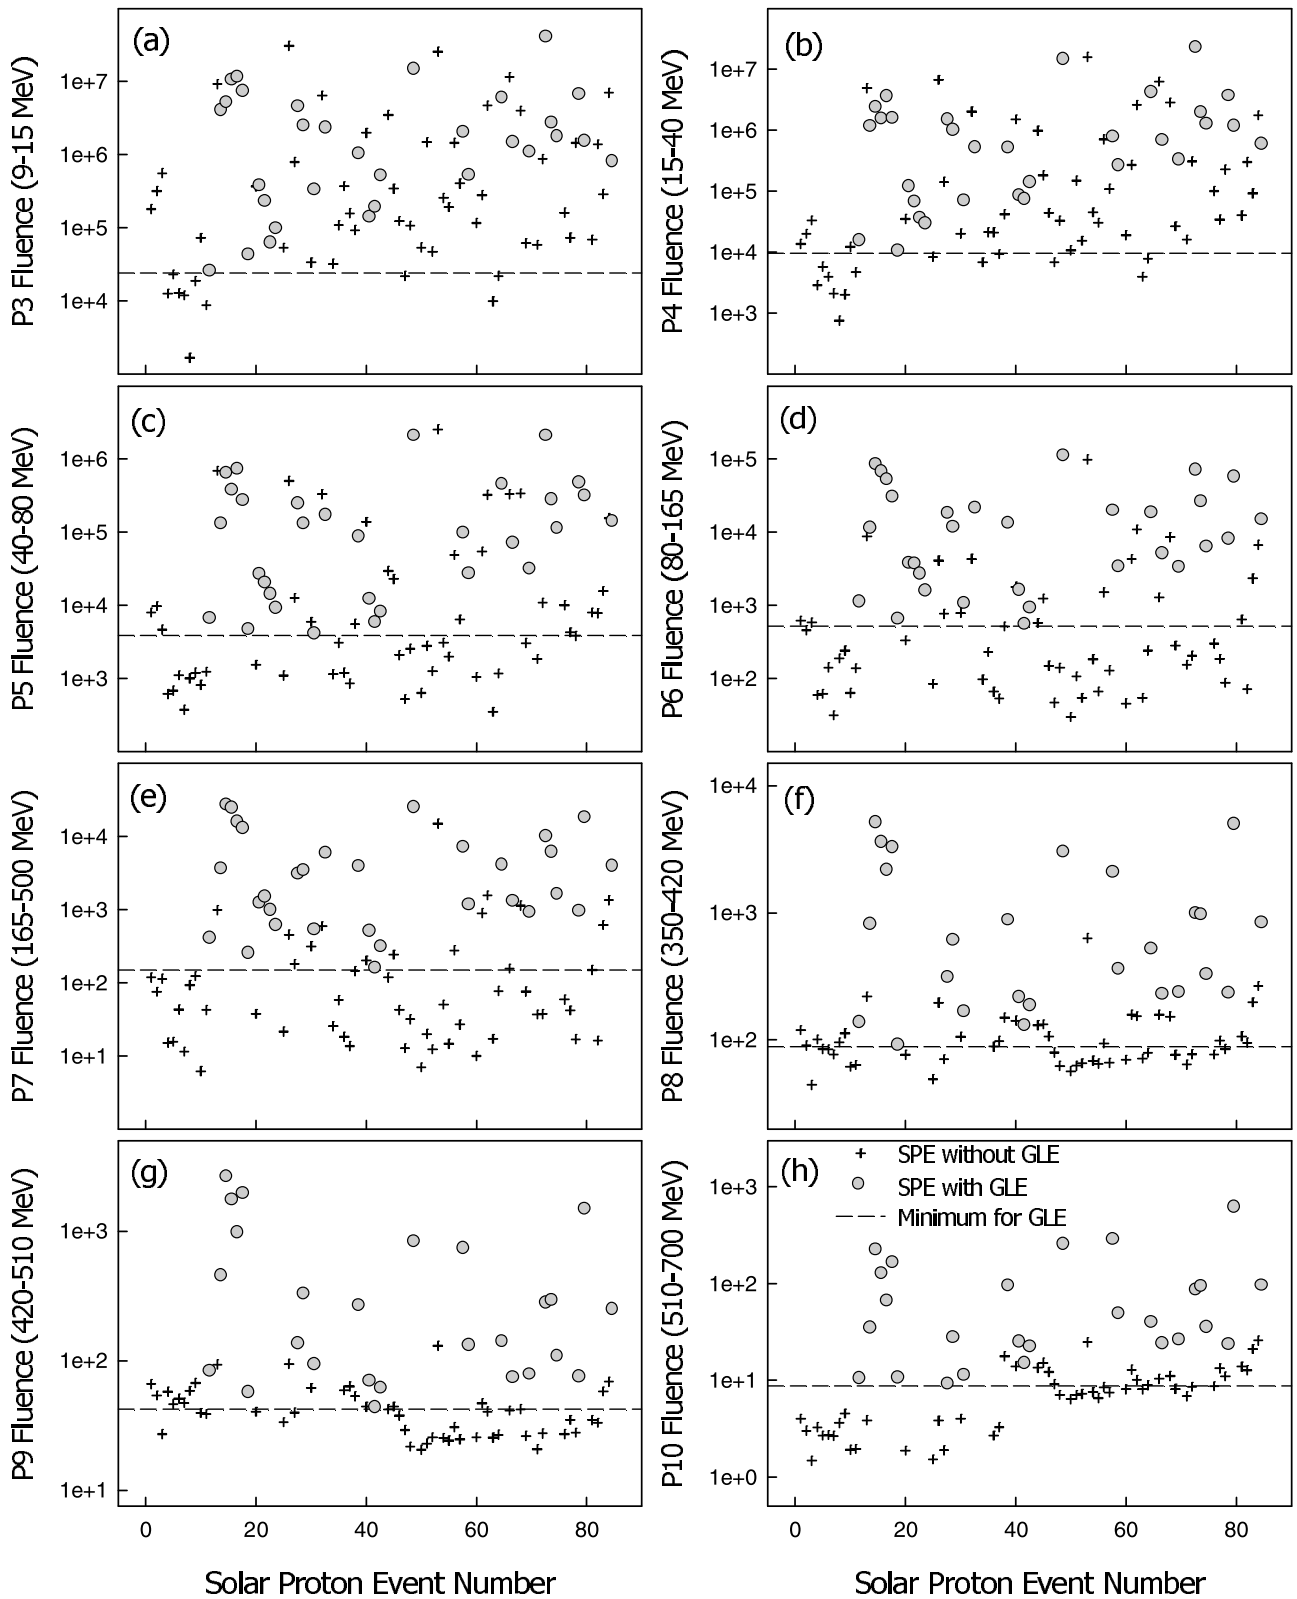 (a)
P3 Fluence (9-15 MeV)
1e+7
1e+6
1e+5
1e+4
(b)
P4 Fluence (15-40 MeV)
1e+7
1e+6
1e+5
1e+4
1e+3
(c)
P5 Fluence (40-80 MeV)
1e+6
1e+5
1e+4
1e+3
(d)
P6 Fluence (80-165 MeV)
1e+5
1e+4
1e+3
1e+2
(e)
P7 Fluence (165-500 MeV)
1e+4
1e+3
1e+2
1e+1
(f)
P8 Fluence (350-420 MeV)
1e+4
1e+3
1e+2
(g)
P9 Fluence (420-510 MeV)
1e+3
1e+2
1e+1
0 20 40 60 80
Solar Proton Event Number
(h)
SPE without GLE
SPE with GLE
Minimum for GLE
P10 Fluence (510-700 MeV)
1e+3
1e+2
1e+1
1e+0
0 20 40 60 80
Solar Proton Event Number